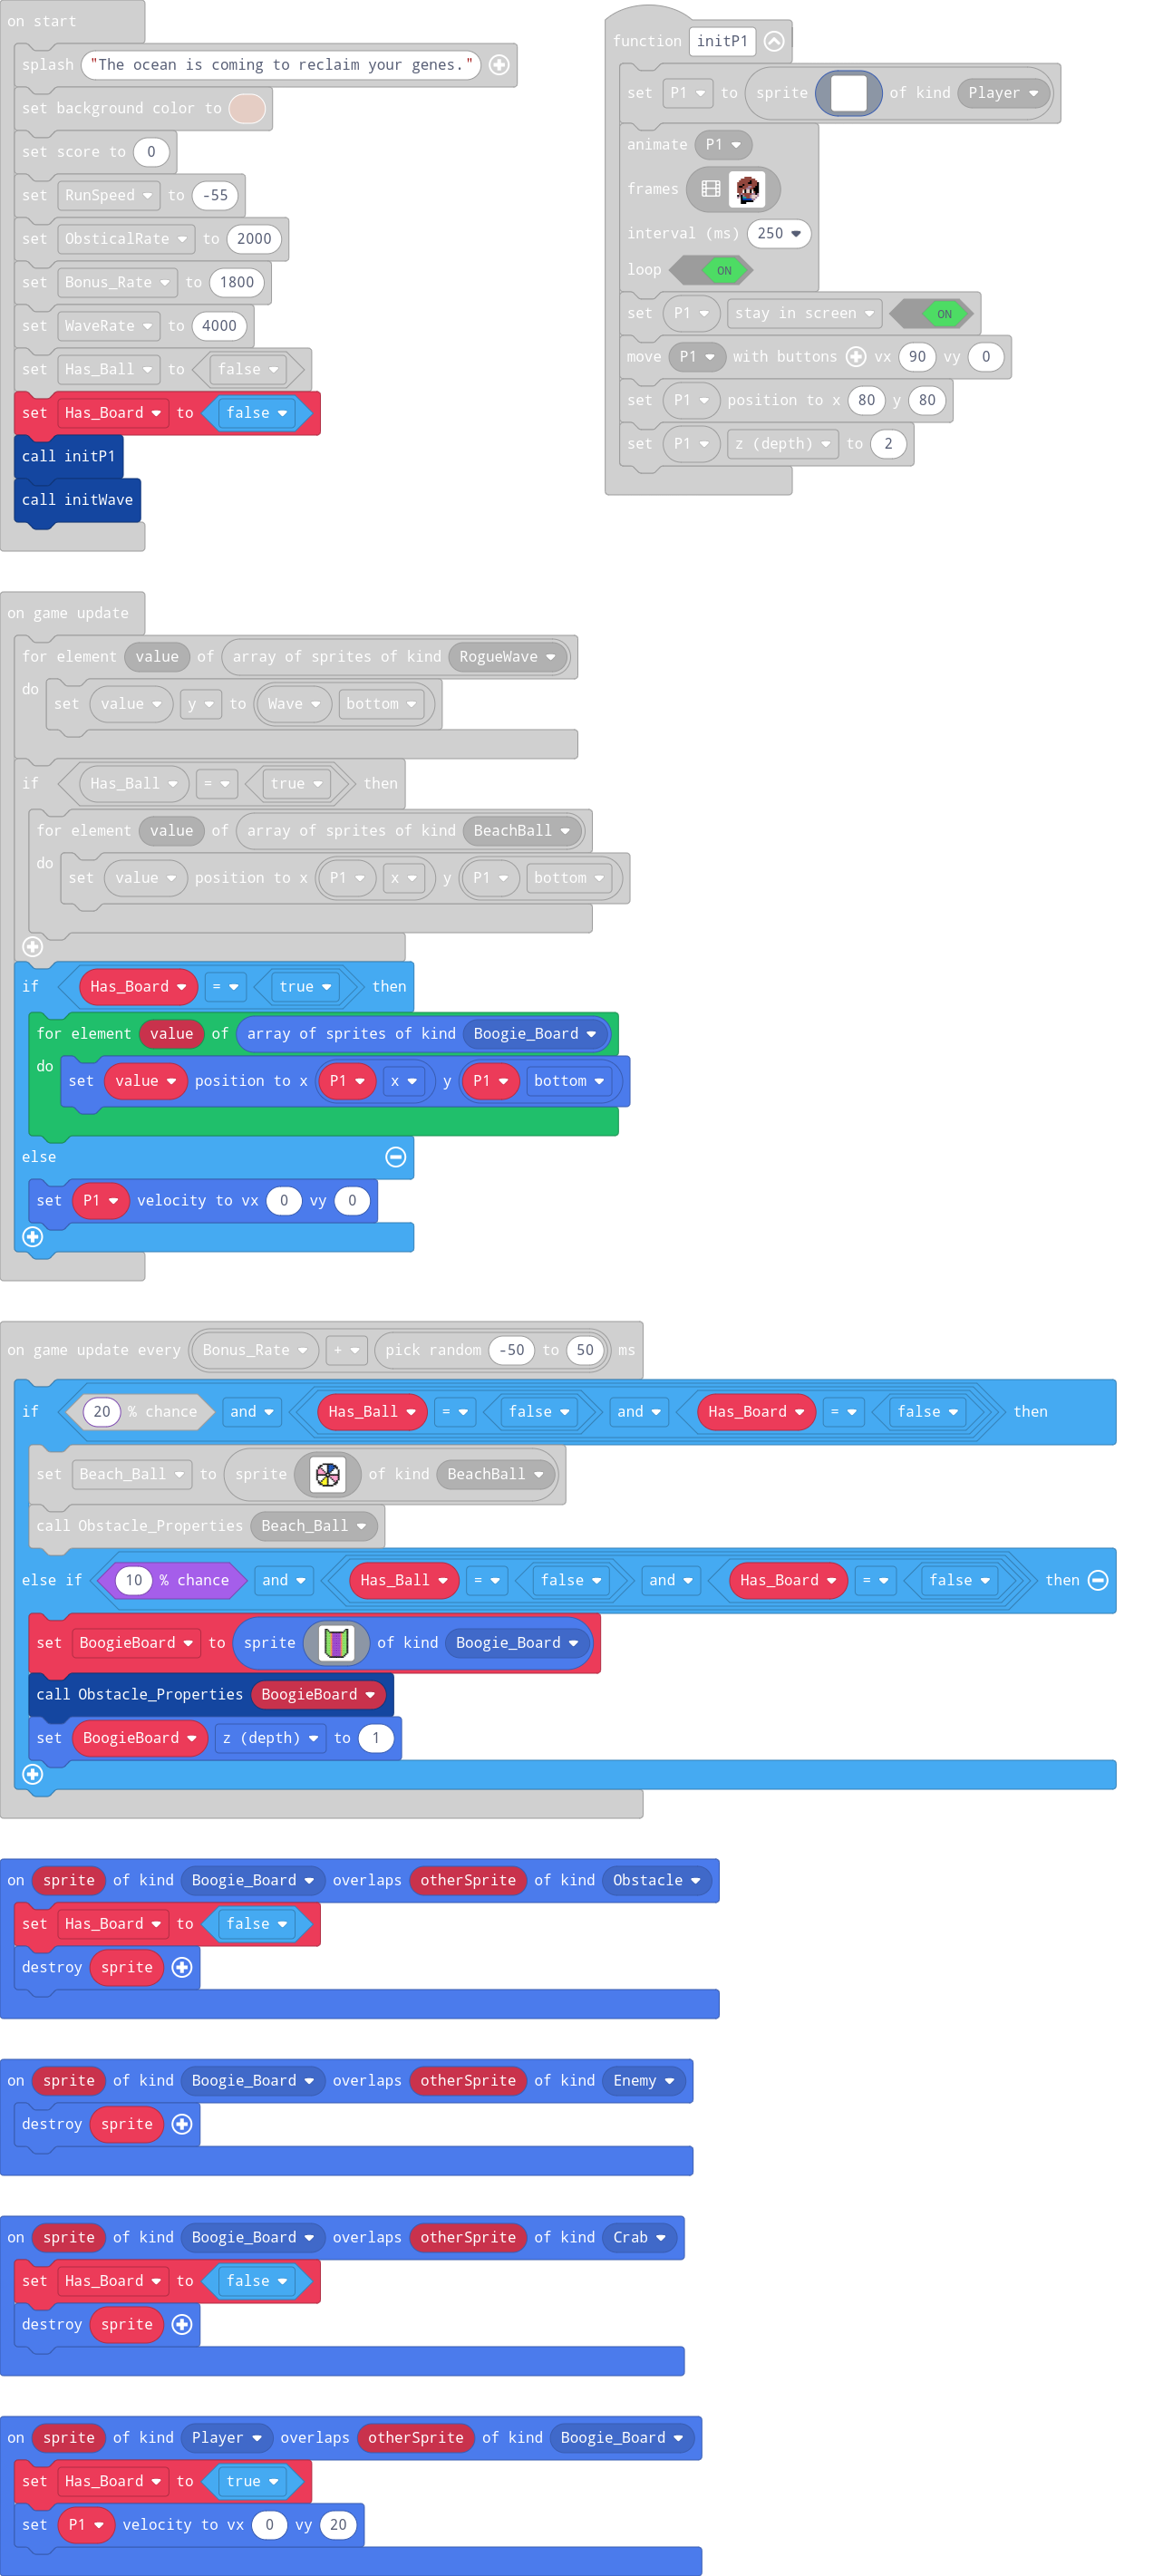 on start
splash "The ocean is coming to reclaim your genes."
set background color to
set score to 0
set RunSpeed to -55
set ObsticalRate to 2000
set Bonus_Rate to 1800
set WaveRate to 4000
set Has_Ball to false
set Has_Board to false
call initP1
call initWave
function initP1
set P1 to sprite of kind Player
animate P1
frames
interval (ms) 250
loop ON
set P1 stay in screen ON
move P1 with buttons vx 90 vy 0
set P1 position to x 80 y 80
set P1 z (depth) to 2
on game update
for element value of array of sprites of kind RogueWave
do
set value y to Wave bottom
if Has_Ball = true then
for element value of array of sprites of kind BeachBall
do
set value position to x P1 x y P1 bottom
if Has_Board = true then
for element value of array of sprites of kind Boogie_Board
do
set value position to x P1 x y P1 bottom
else
set P1 velocity to vx 0 vy 0
on game update every Bonus_Rate + pick random -50 to 50 ms
if 20 % chance and Has_Ball = false and Has_Board = false then
set Beach_Ball to sprite of kind BeachBall
call Obstacle_Properties Beach_Ball
else if 10 % chance and Has_Ball = false and Has_Board = false then
set BoogieBoard to sprite of kind Boogie_Board
call Obstacle_Properties BoogieBoard
set BoogieBoard z (depth) to 1
on sprite of kind Boogie_Board overlaps otherSprite of kind Obstacle
set Has_Board to false
destroy sprite
on sprite of kind Boogie_Board overlaps otherSprite of kind Enemy
destroy sprite
on sprite of kind Boogie_Board overlaps otherSprite of kind Crab
set Has_Board to false
destroy sprite
on sprite of kind Player overlaps otherSprite of kind Boogie_Board
set Has_Board to true
set P1 velocity to vx 0 vy 20